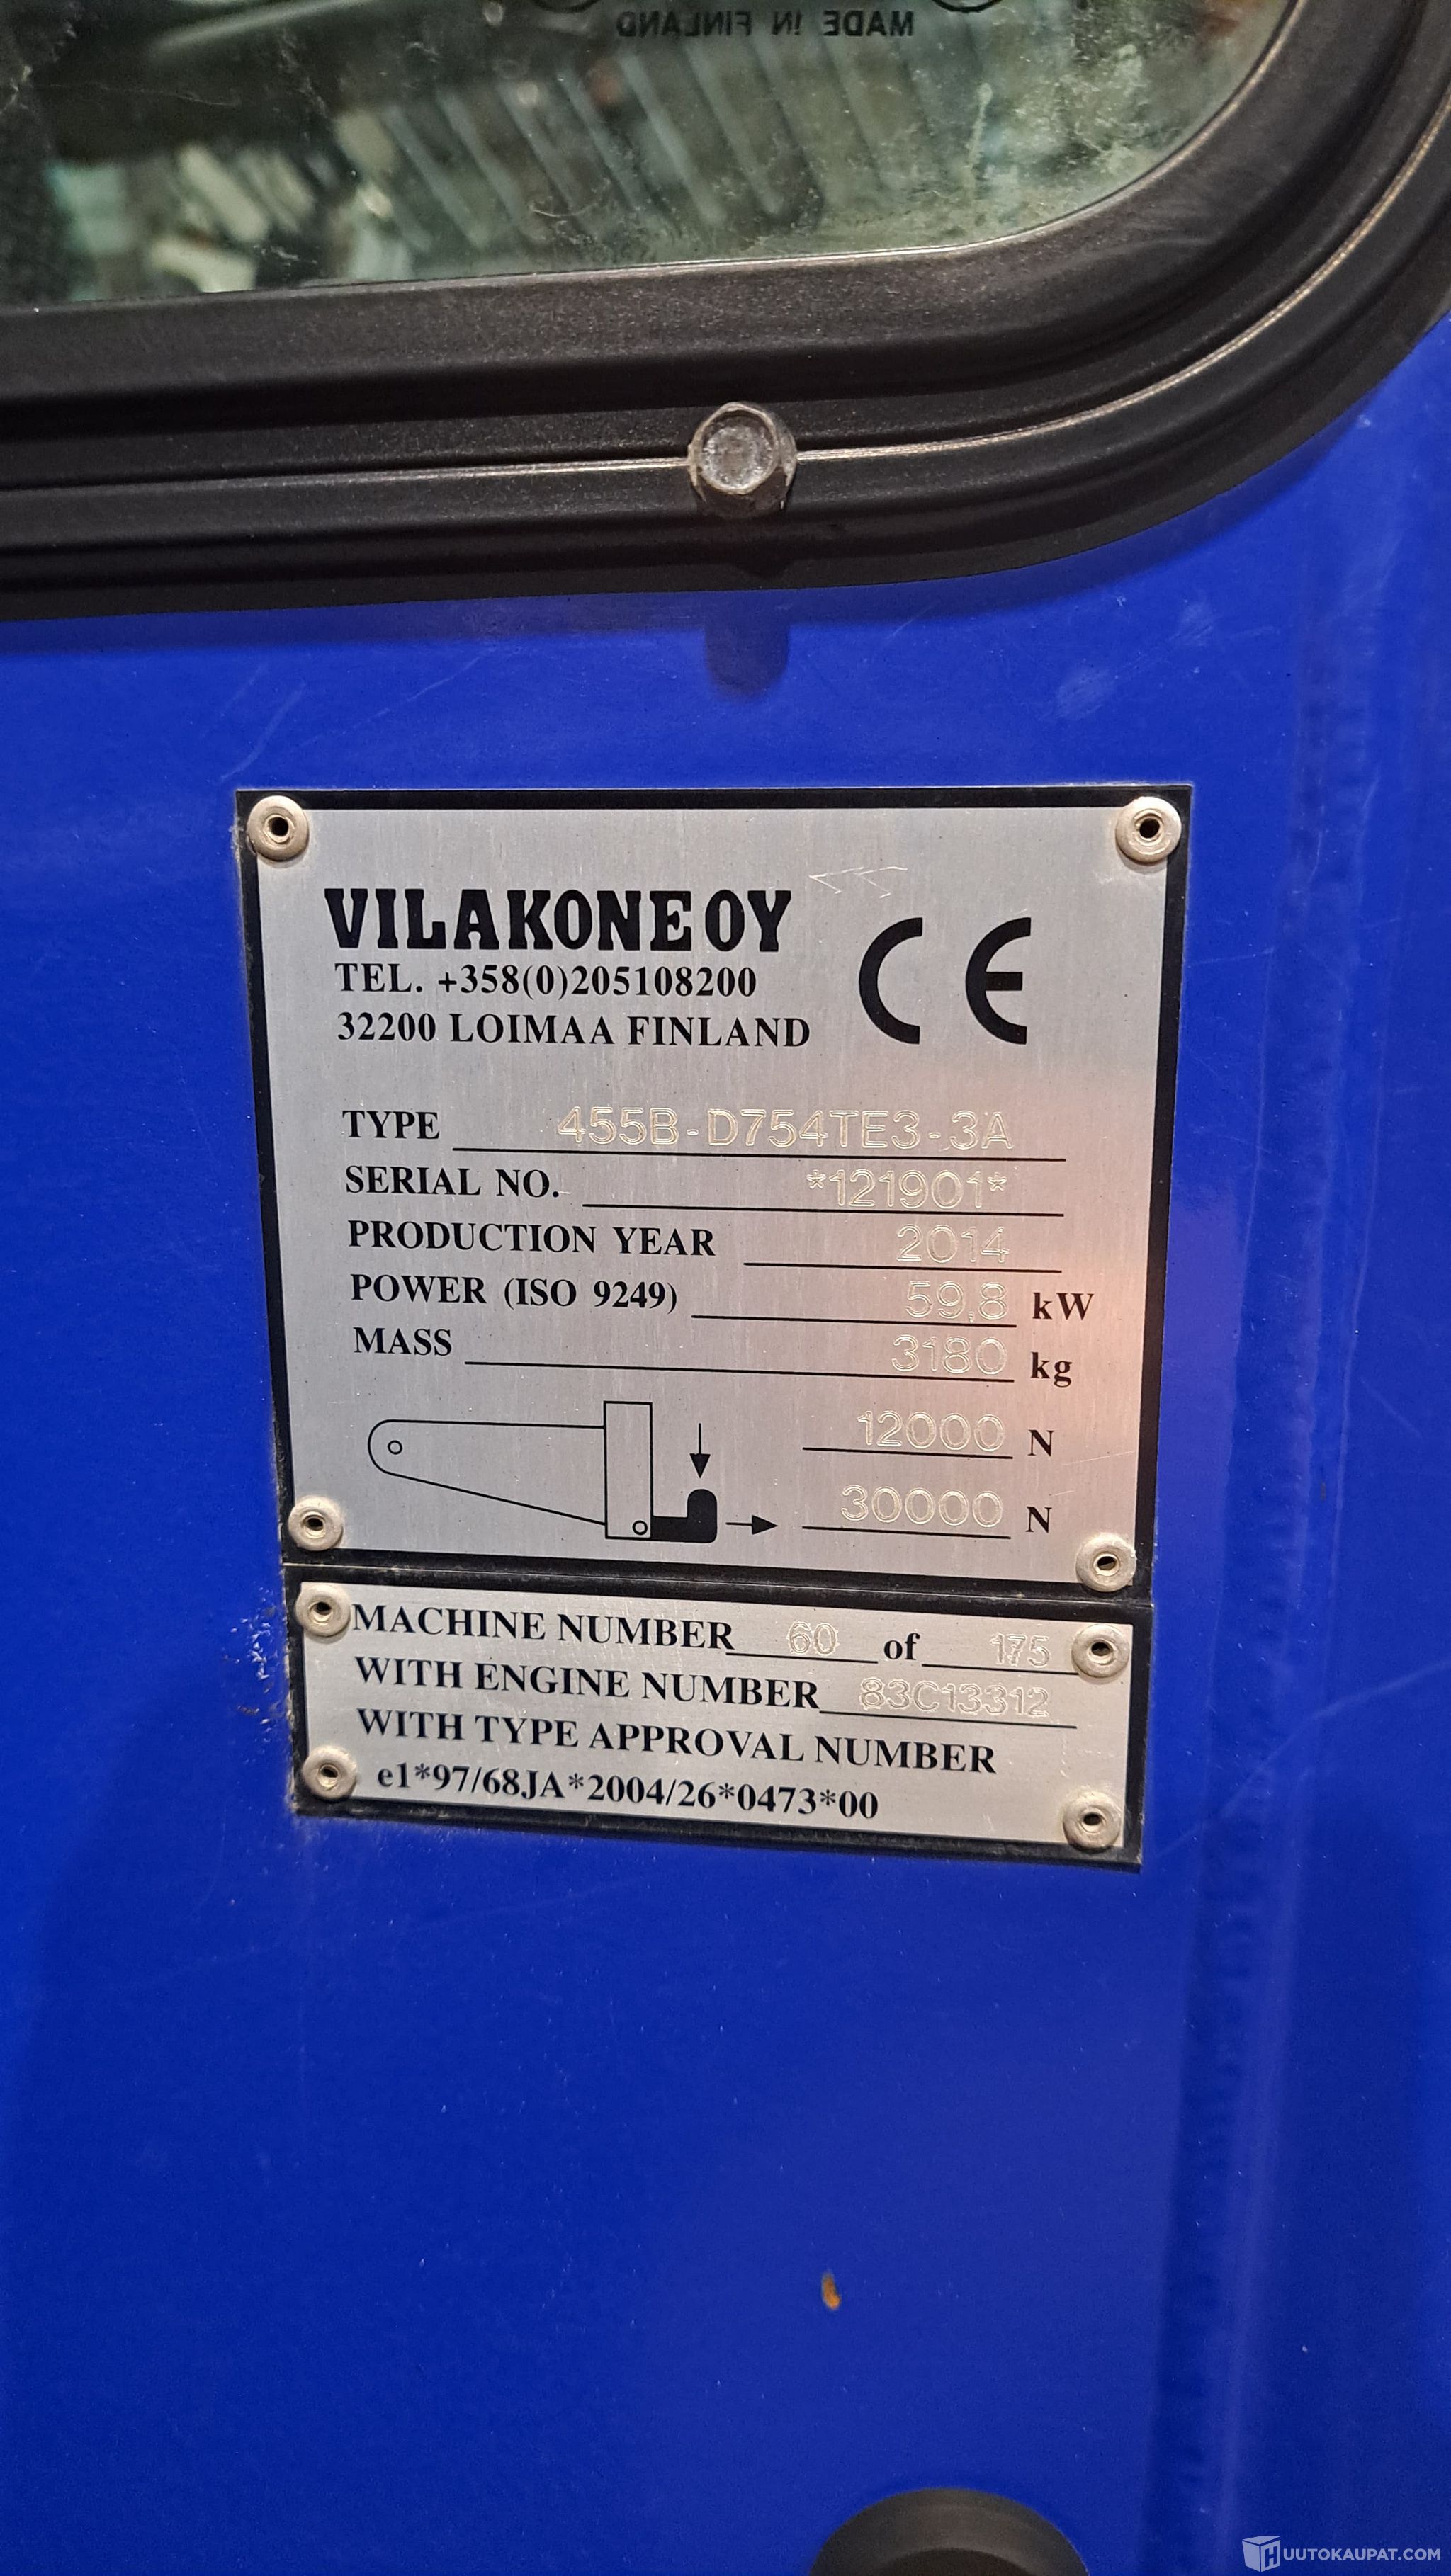 MADE IN FINLAND
VILAKONE OY
TEL. +358(0)205108200
32200 LOIMAA FINLAND
CE
TYPE 455B-D754TE3-3A
SERIAL NO. *121901*
PRODUCTION YEAR 2014
POWER (ISO 9249) 59,8 kW
MASS 3180 kg
12000 N
30000 N
MACHINE NUMBER 60 of 175
WITH ENGINE NUMBER 83C13312
WITH TYPE APPROVAL NUMBER
e1*97/68JA*2004/26*0473*00
HUUTOKAUPAT.COM